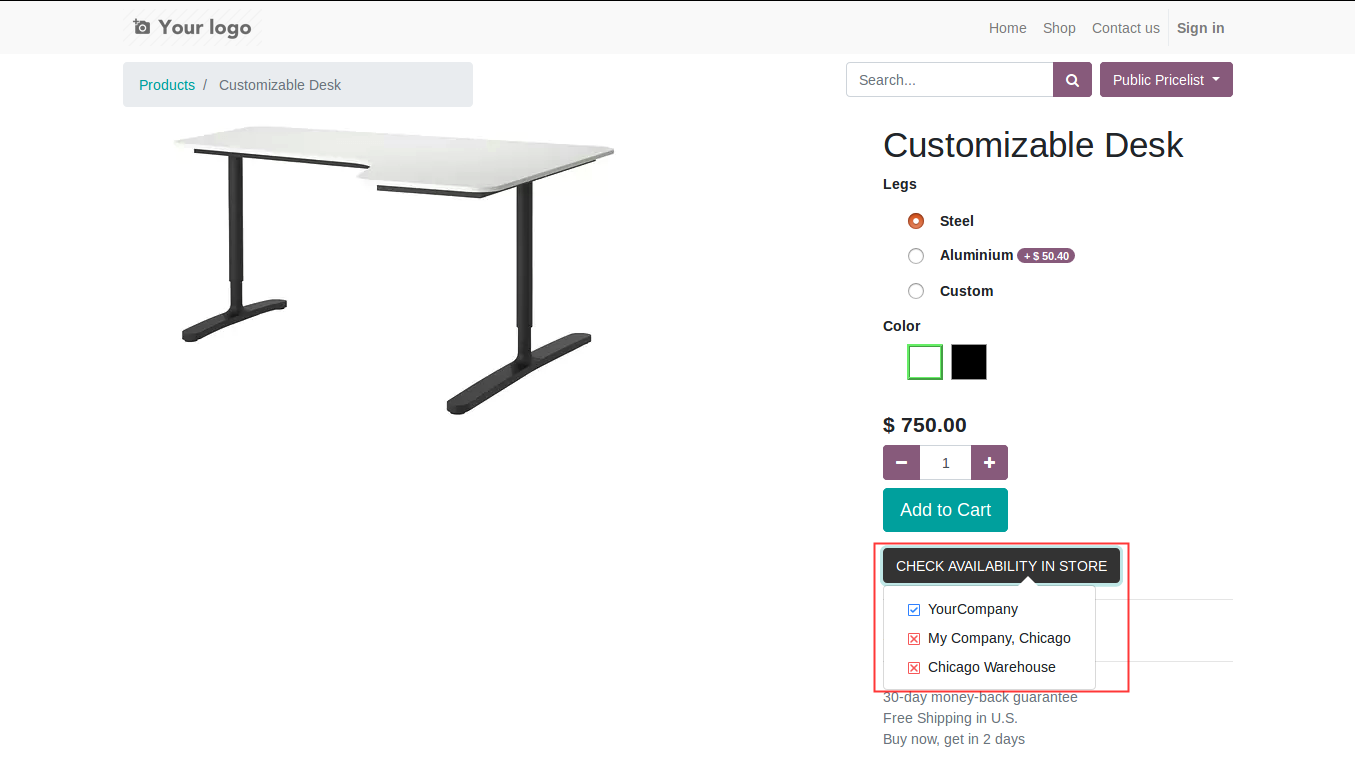 Your logo
Home Shop Contact us Sign in
Products / Customizable Desk
Search...
Public Pricelist
Customizable Desk
Legs
Steel
Aluminium + $ 50.40
Custom
Color
$ 750.00
1
Add to Cart
CHECK AVAILABILITY IN STORE
YourCompany
My Company, Chicago
Chicago Warehouse
30-day money-back guarantee
Free Shipping in U.S.
Buy now, get in 2 days